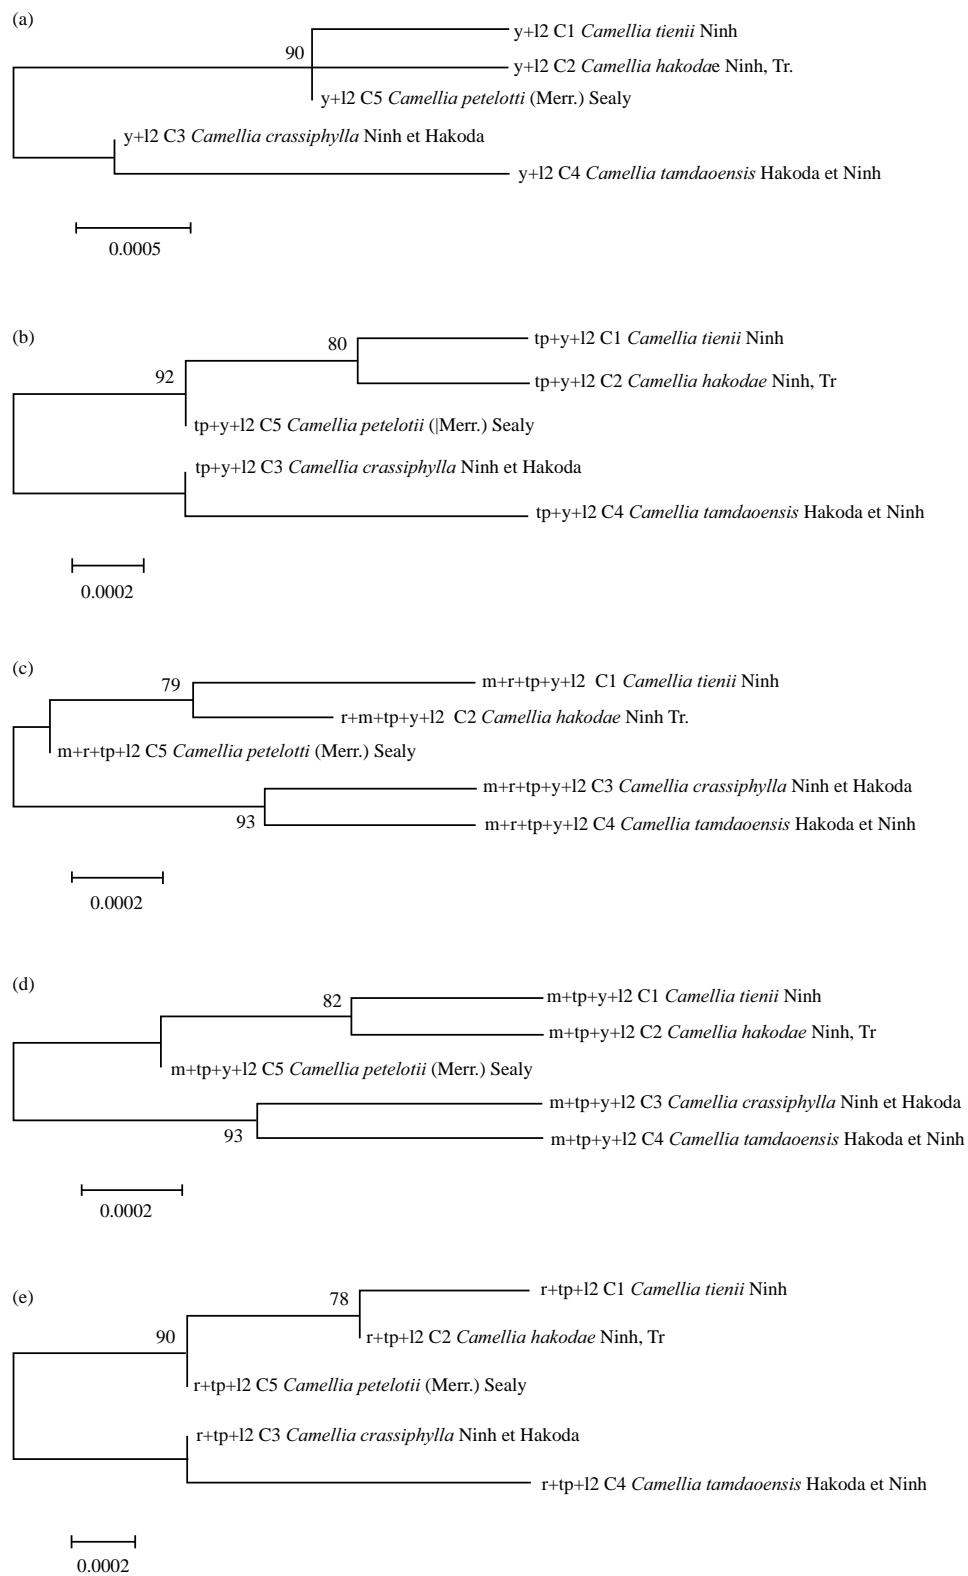 (a)
y+l2 C1 Camellia tienii Ninh
90
y+l2 C2 Camellia hakodae Ninh, Tr.
y+l2 C5 Camellia petelotti (Merr.) Sealy
y+l2 C3 Camellia crassiphylla Ninh et Hakoda
y+l2 C4 Camellia tamdaoensis Hakoda et Ninh
0.0005
(b)
80
tp+y+l2 C1 Camellia tienii Ninh
92
tp+y+l2 C2 Camellia hakodae Ninh, Tr
tp+y+l2 C5 Camellia petelotii (|Merr.) Sealy
tp+y+l2 C3 Camellia crassiphylla Ninh et Hakoda
tp+y+l2 C4 Camellia tamdaoensis Hakoda et Ninh
0.0002
(c)
79
m+r+tp+y+l2 C1 Camellia tienii Ninh
r+m+tp+y+l2 C2 Camellia hakodae Ninh Tr.
m+r+tp+l2 C5 Camellia petelotti (Merr.) Sealy
m+r+tp+y+l2 C3 Camellia crassiphylla Ninh et Hakoda
93
m+r+tp+y+l2 C4 Camellia tamdaoensis Hakoda et Ninh
0.0002
(d)
82
m+tp+y+l2 C1 Camellia tienii Ninh
m+tp+y+l2 C2 Camellia hakodae Ninh, Tr
m+tp+y+l2 C5 Camellia petelotii (Merr.) Sealy
m+tp+y+l2 C3 Camellia crassiphylla Ninh et Hakoda
93
m+tp+y+l2 C4 Camellia tamdaoensis Hakoda et Ninh
0.0002
(e)
78
r+tp+l2 C1 Camellia tienii Ninh
90
r+tp+l2 C2 Camellia hakodae Ninh, Tr
r+tp+l2 C5 Camellia petelotii (Merr.) Sealy
r+tp+l2 C3 Camellia crassiphylla Ninh et Hakoda
r+tp+l2 C4 Camellia tamdaoensis Hakoda et Ninh
0.0002